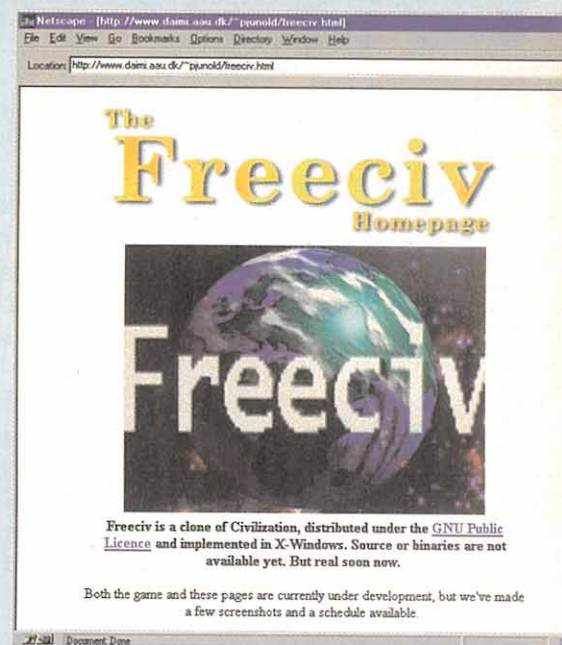 Netscape - [http://www.daimi.aau.dk/~pjunold/freeciv.html]
File Edit View Go Bookmarks Options Directory Window Help
Location: http://www.daimi.aau.dk/~pjunold/freeciv.html
The
Freeciv
Homepage
Freeciv
Freeciv is a clone of Civilization, distributed under the GNU Public
Licence and implemented in X-Windows. Source or binaries are not
available yet. But real soon now.
Both the game and these pages are currently under development, but we've made
a few screenshots and a schedule available.
Document Done